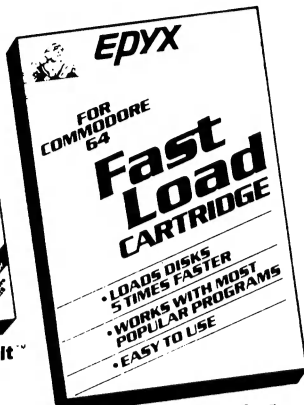 EPYX
FOR
COMMODORE
64
Fast
Load
CARTRIDGE
• LOADS DISKS
5 TIMES FASTER
• WORKS WITH MOST
POPULAR PROGRAMS
• EASY TO USE
lt™